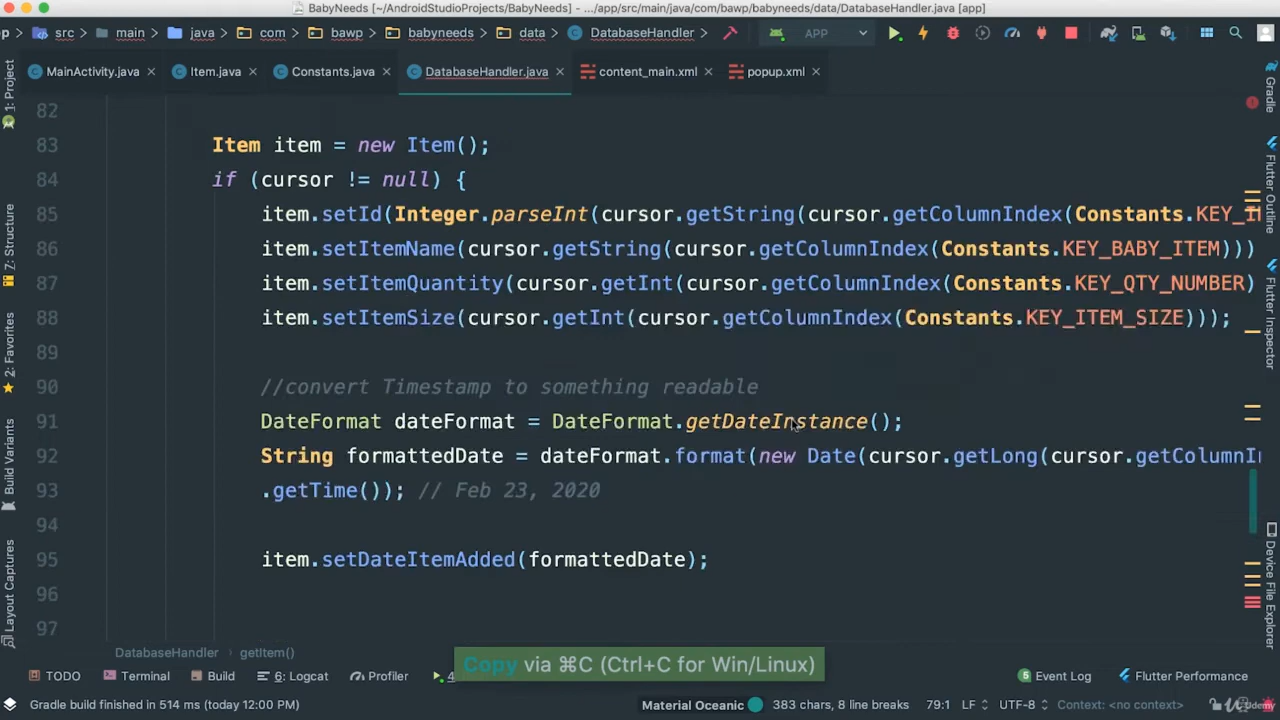 BabyNeeds [~/AndroidStudioProjects/BabyNeeds] - .../app/src/main/java/com/bawp/babyneeds/data/DatabaseHandler.java [app]
src main java com bawp babyneeds data DatabaseHandler APP
MainActivity.java Item.java Constants.java DatabaseHandler.java content_main.xml popup.xml
1: Project
7: Structure
2: Favorites
Build Variants
Layout Captures
82
83 Item item = new Item();
84 if (cursor != null) {
85 item.setId(Integer.parseInt(cursor.getString(cursor.getColumnIndex(Constants.KEY_I
86 item.setItemName(cursor.getString(cursor.getColumnIndex(Constants.KEY_BABY_ITEM)))
87 item.setItemQuantity(cursor.getInt(cursor.getColumnIndex(Constants.KEY_QTY_NUMBER)
88 item.setItemSize(cursor.getInt(cursor.getColumnIndex(Constants.KEY_ITEM_SIZE)));
89
90 //convert Timestamp to something readable
91 DateFormat dateFormat = DateFormat.getDateInstance();
92 String formattedDate = dateFormat.format(new Date(cursor.getLong(cursor.getColumnI
93 .getTime()); // Feb 23, 2020
94
95 item.setDateItemAdded(formattedDate);
96
97
Gradle
Flutter Outline
Flutter Inspector
Device File Explorer
DatabaseHandler getItem()
Copy via ⌘C (Ctrl+C for Win/Linux)
TODO Terminal Build 6: Logcat Profiler 4 5 Event Log Flutter Performance
Gradle build finished in 514 ms (today 12:00 PM) Material Oceanic 383 chars, 8 line breaks 79:1 LF UTF-8 Context: <no context>
Udemy